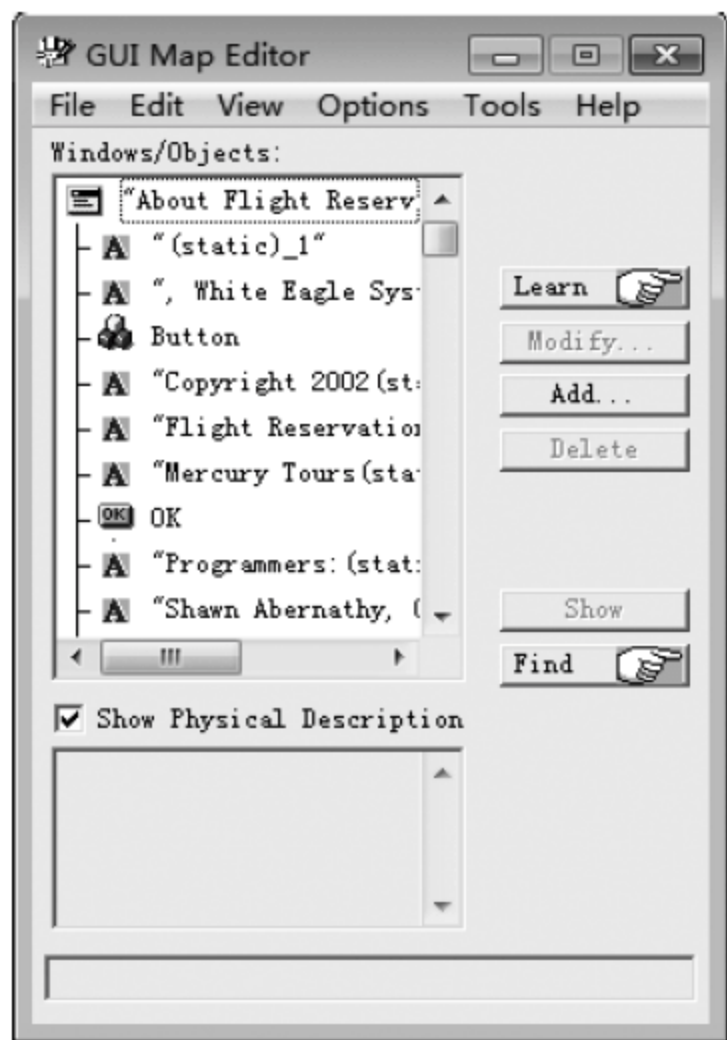 GUI Map Editor
File Edit View Options Tools Help
Windows/Objects:
"About Flight Reserv
"(static)_1"
", White Eagle Sys
Button
"Copyright 2002(st
"Flight Reservation
"Mercury Tours(sta
OK
OK
"Programmers:(stat
"Shawn Abernathy, (
Learn
Modify...
Add...
Delete
Show
Find
Show Physical Description